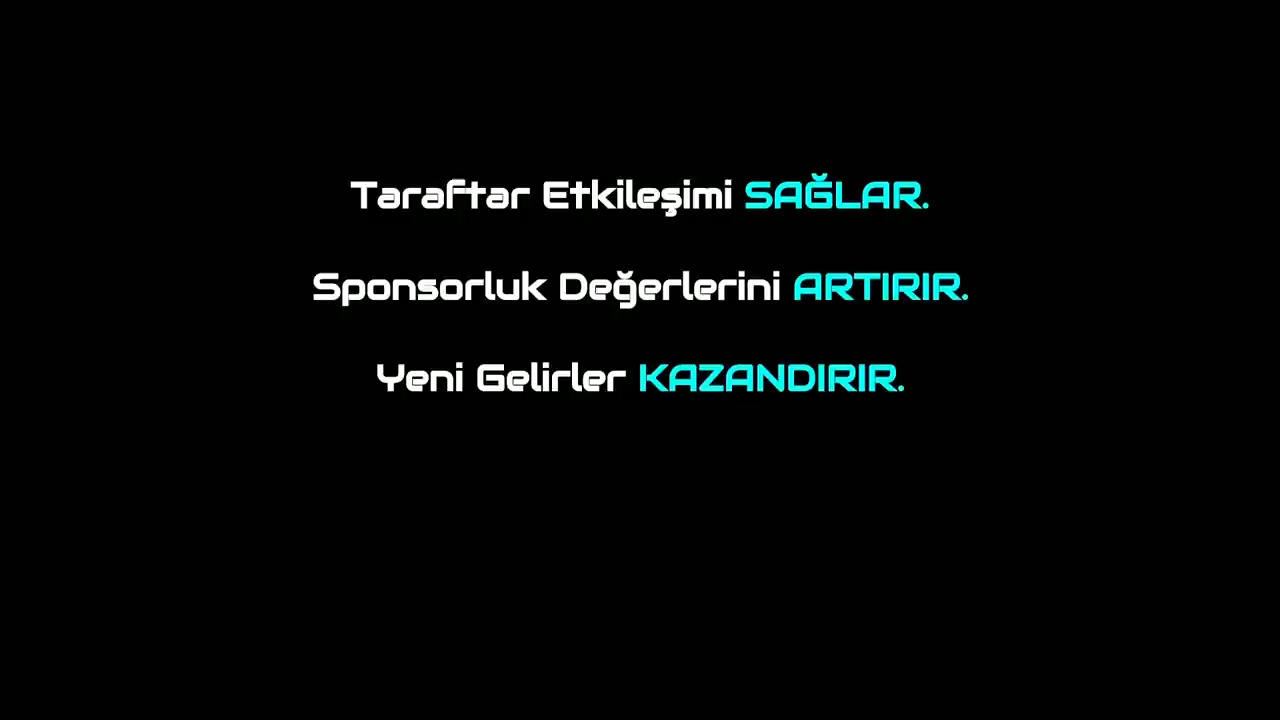 Taraftar Etkileşimi SAĞLAR.
Sponsorluk Değerlerini ARTIRIR.
Yeni Gelirler KAZANDIRIR.